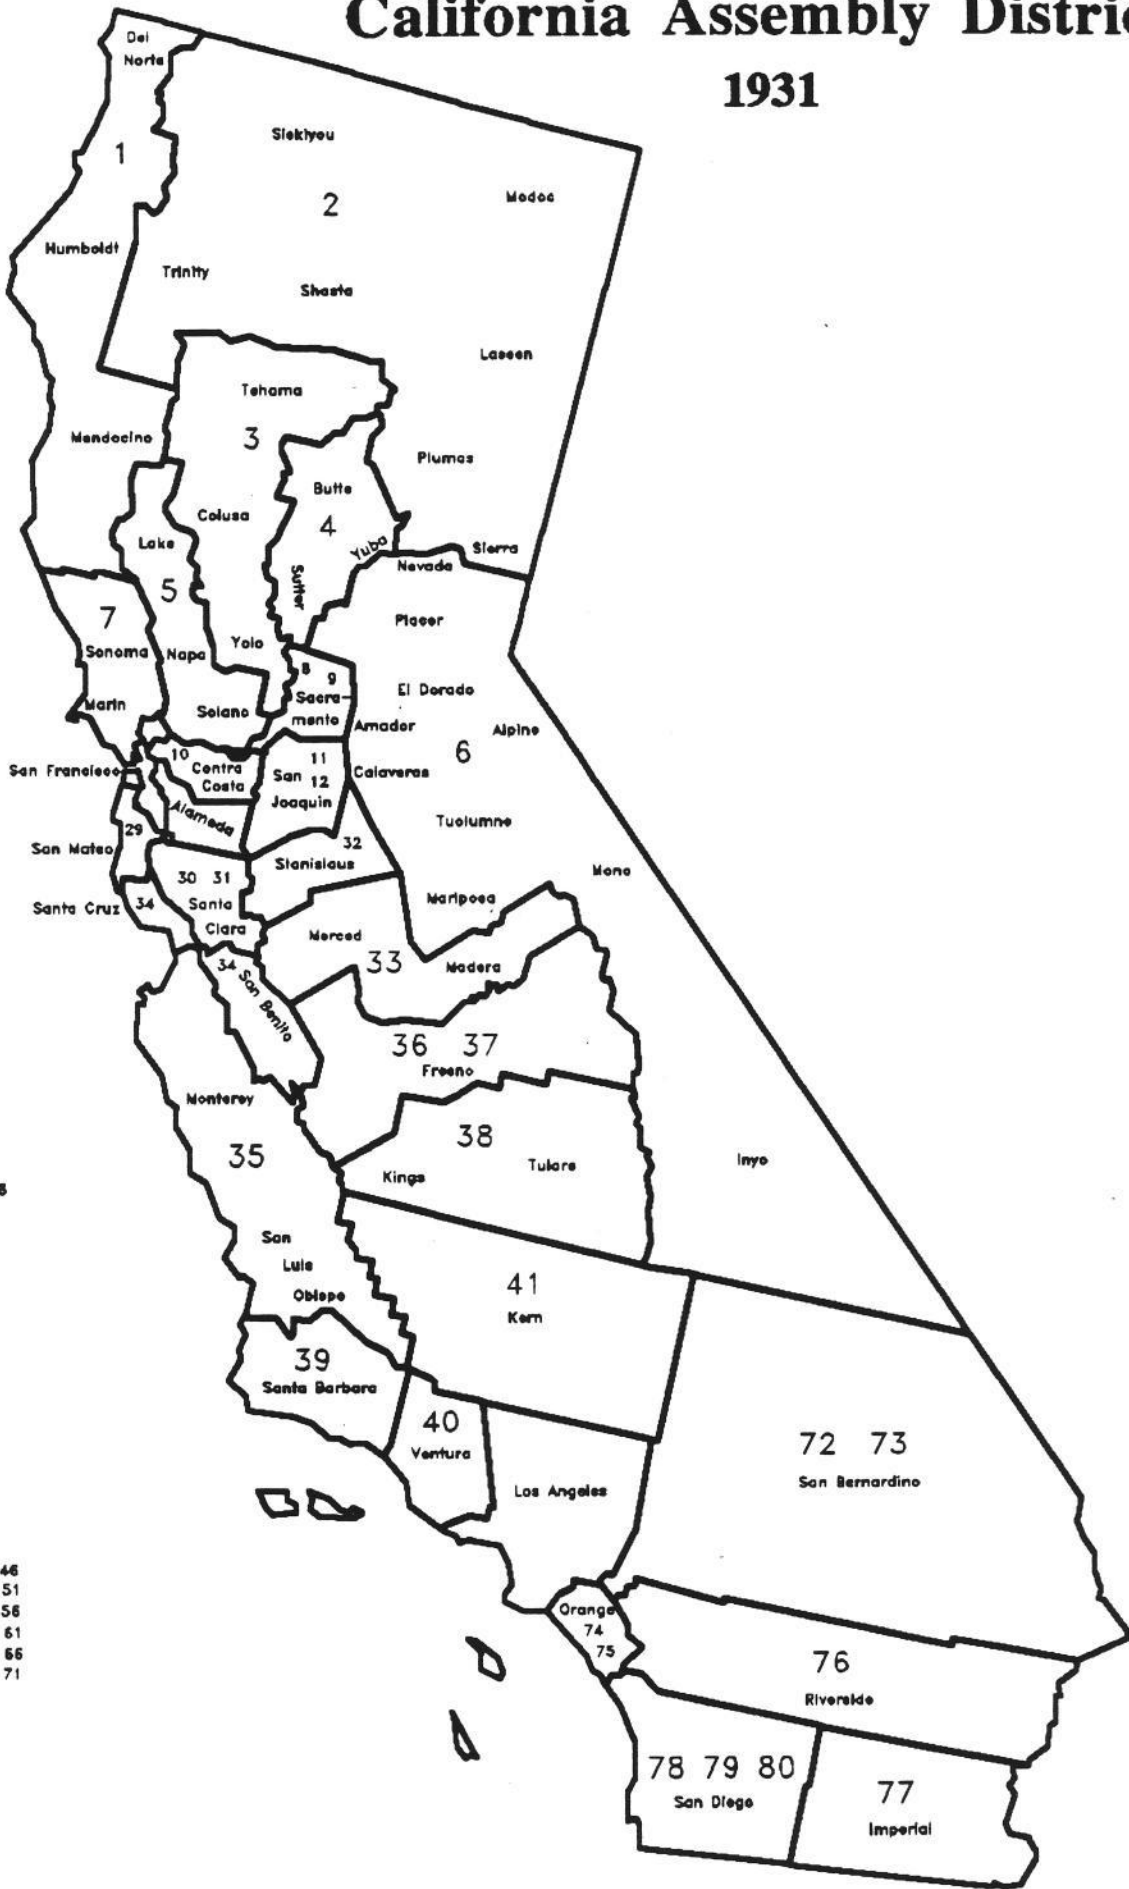 California Assembly Distric
1931
Del
Norte
1
Siskiyou
2
Modoc
Humboldt
Trinity
Shasta
Lassen
Tehama
3
Mendocino
Plumas
Butte
Colusa
4
Lake
Yuba
Sierra
Nevada
Sutter
5
7
Placer
Sonoma
Napa
Yolo
8
9
Sacra-
mento
El Dorado
Marin
Solano
Amador
Alpine
6
10
Contra
Costa
San Francisco
11
San
12
Joaquin
Calaveras
Alameda
Tuolumne
29
32
San Mateo
Stanislaus
Mono
30 31
Santa
Clara
Mariposa
Santa Cruz
34
Merced
33
Madera
34
San Benito
36 37
Fresno
Monterey
38
35
Kings
Tulare
Inyo
San
Luis
Obispo
41
Kern
39
Santa Barbara
40
Ventura
72 73
San Bernardino
Los Angeles
46
51
56
61
66
71
Orange
74
75
76
Riverside
78 79 80
San Diego
77
Imperial